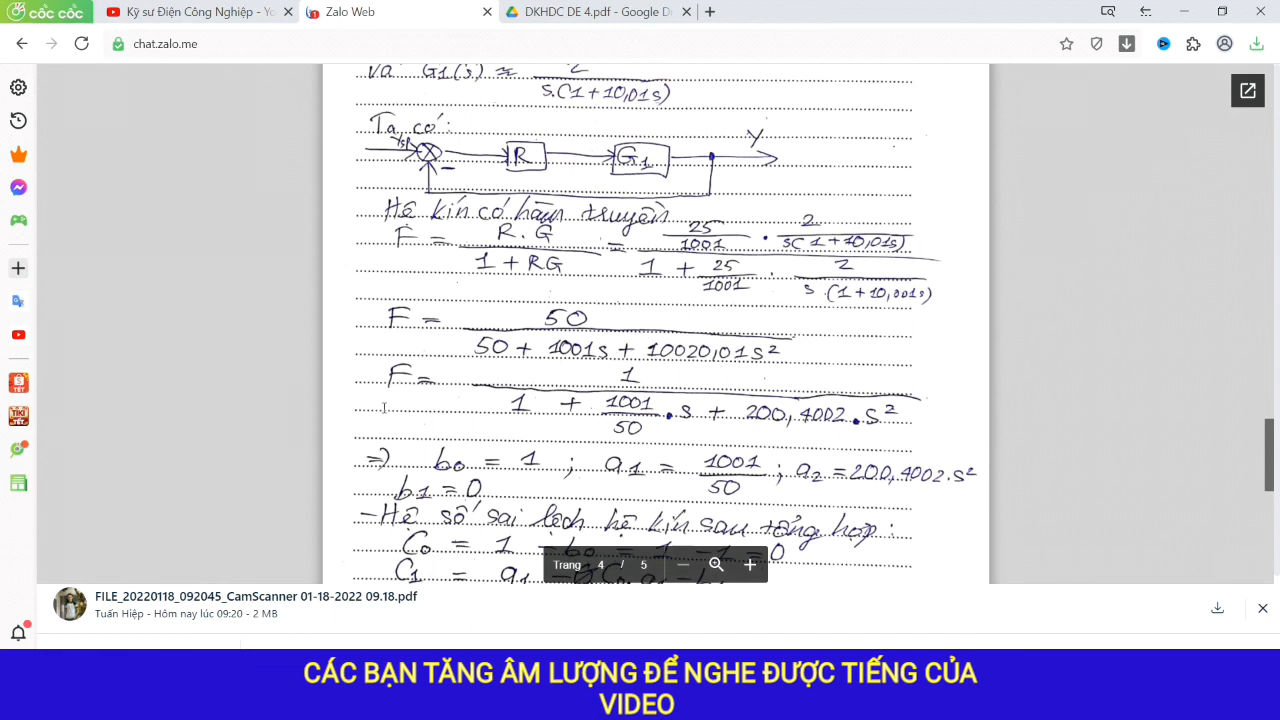 cốc cốc
Kỹ sư Điện Công Nghiệp - Yo
Zalo Web
DKHDC DE 4.pdf - Google Dr
chat.zalo.me
và G1(s) ≈ 2 / s.(1+10,01s)
Ta có:
R G1 Y
Hệ kín có hàm truyền
F = R.G / 1 + RG = 25/1001 . 2/s(1+10,01s) / 1 + 25/1001 . 2/s.(1+10,001s)
F = 50 / 50 + 1001s + 10020,01s²
F = 1 / 1 + 1001/50 . s + 200,4002.s²
=) b0 = 1 ; a1 = 1001/50 ; a2 = 200,4002.s²
b1 = 0
- Hệ số sai lệch hệ kín sau tổng hợp:
C0 = 1 - b0 = 1 - 1 = 0
C1 = a1
Trang 4 / 5
FILE_20220118_092045_CamScanner 01-18-2022 09.18.pdf
Tuấn Hiệp - Hôm nay lúc 09:20 - 2 MB
CÁC BẠN TĂNG ÂM LƯỢNG ĐỂ NGHE ĐƯỢC TIẾNG CỦA
VIDEO